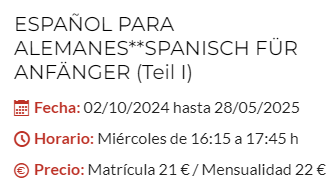 ESPAÑOL PARA
ALEMANES**SPANISCH FÜR
ANFÄNGER (Teil I)
Fecha: 02/10/2024 hasta 28/05/2025
Horario: Miércoles de 16:15 a 17:45 h
Precio: Matrícula 21 € / Mensualidad 22 €